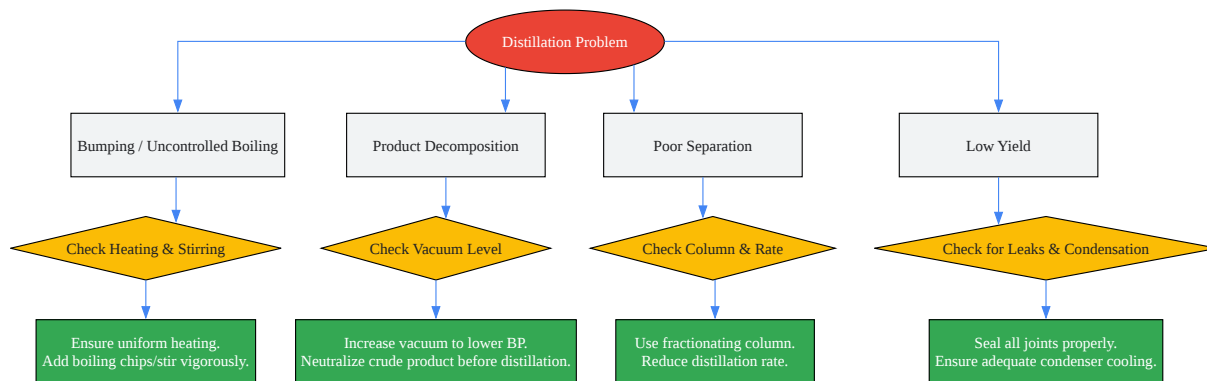 Distillation Problem
Bumping / Uncontrolled Boiling
Product Decomposition
Poor Separation
Low Yield
Check Heating & Stirring
Check Vacuum Level
Check Column & Rate
Check for Leaks & Condensation
Ensure uniform heating.
Add boiling chips/stir vigorously.
Increase vacuum to lower BP.
Neutralize crude product before distillation.
Use fractionating column.
Reduce distillation rate.
Seal all joints properly.
Ensure adequate condenser cooling.